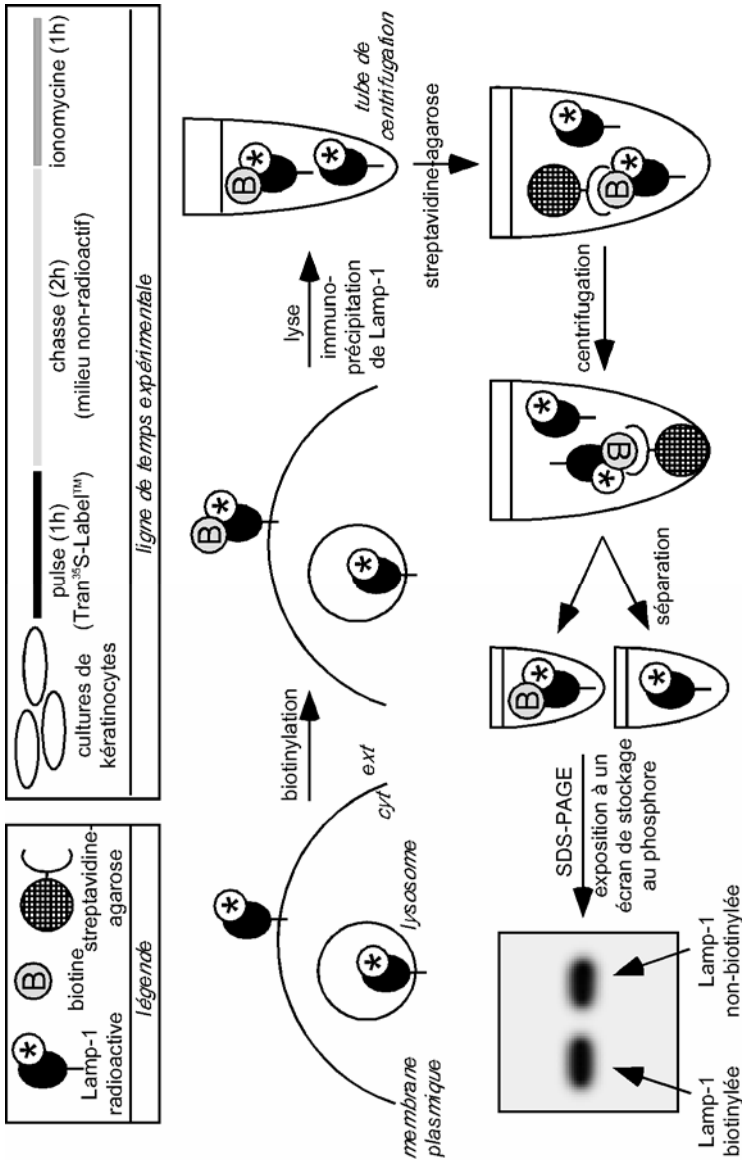 Lamp-1
radioactive
biotine
streptavidine-
agarose
légende
cultures de
kératinocytes
pulse (1h)
(Tran³⁵S-Label™)
chasse (2h)
(milieu non-radioactif)
ionomycine (1h)
ligne de temps expérimentale
B
*
*
*
membrane
plasmique
lysosome
cyt
ext
biotinylation
B
*
*
lyse
immuno-
précipitation
de Lamp-1
B
*
*
tube de
centrifugation
streptavidine-agarose
B
*
*
centrifugation
B
*
*
séparation
B
*
*
SDS-PAGE
exposition à un
écran de stockage
au phosphore
Lamp-1
biotinylée
Lamp-1
non-biotinylée